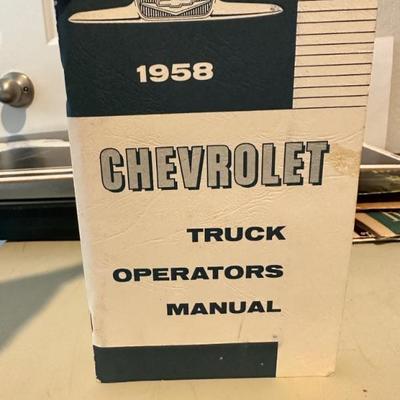 1958
CHEVROLET
TRUCK
OPERATORS
MANUAL